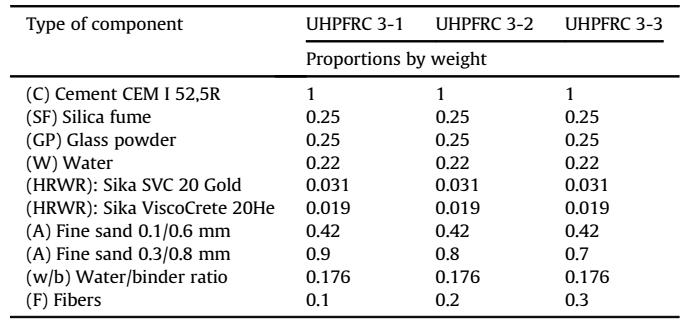 Type of component UHPFRC 3-1 UHPFRC 3-2 UHPFRC 3-3
Proportions by weight
(C) Cement CEM I 52,5R 1 1 1
(SF) Silica fume 0.25 0.25 0.25
(GP) Glass powder 0.25 0.25 0.25
(W) Water 0.22 0.22 0.22
(HRWR): Sika SVC 20 Gold 0.031 0.031 0.031
(HRWR): Sika ViscoCrete 20He 0.019 0.019 0.019
(A) Fine sand 0.1/0.6 mm 0.42 0.42 0.42
(A) Fine sand 0.3/0.8 mm 0.9 0.8 0.7
(w/b) Water/binder ratio 0.176 0.176 0.176
(F) Fibers 0.1 0.2 0.3